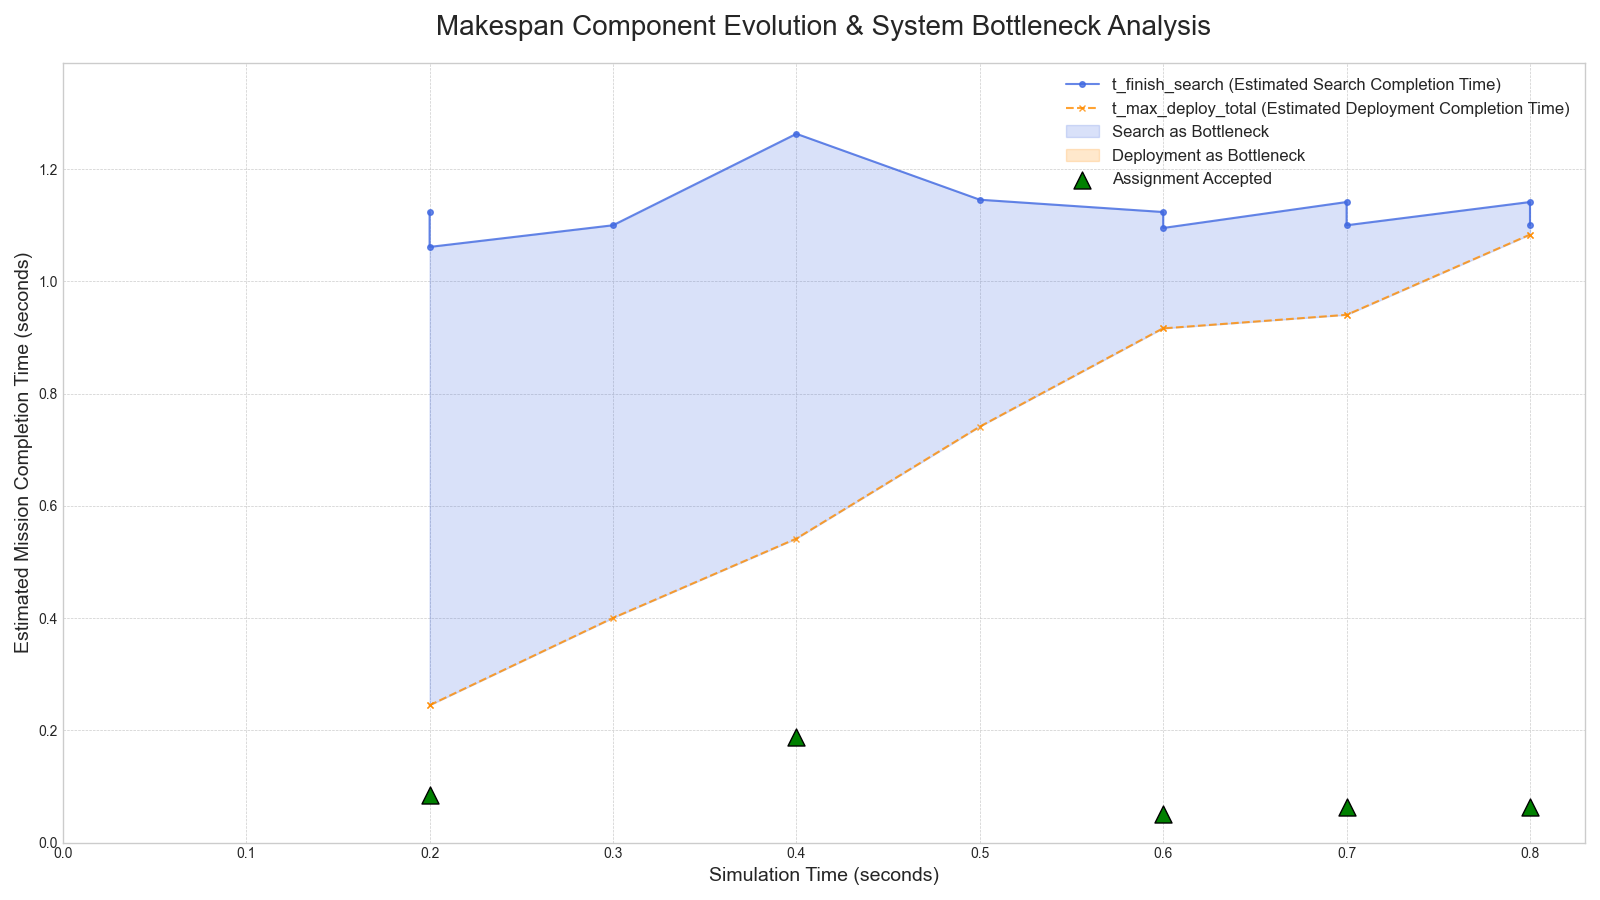 Makespan Component Evolution & System Bottleneck Analysis
t_finish_search (Estimated Search Completion Time)
t_max_deploy_total (Estimated Deployment Completion Time)
Search as Bottleneck
Deployment as Bottleneck
Assignment Accepted
Estimated Mission Completion Time (seconds)
1.2
1.0
0.8
0.6
0.4
0.2
0.0
0.0 0.1 0.2 0.3 0.4 0.5 0.6 0.7 0.8
Simulation Time (seconds)